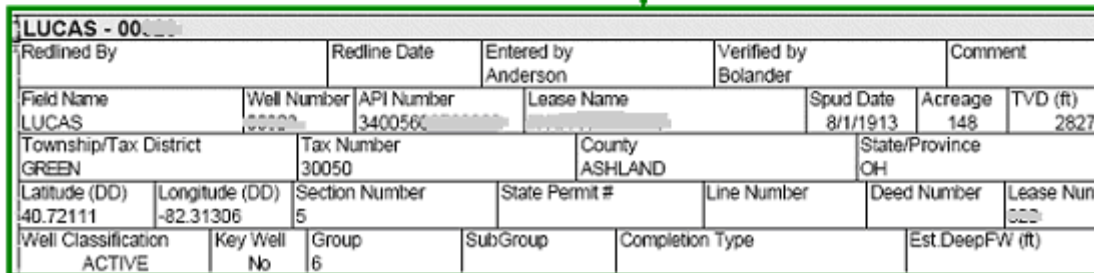 LUCAS - 00
Redlined By Redline Date Entered by Verified by Comment
Anderson Bolander
Field Name Well Number API Number Lease Name Spud Date Acreage TVD (ft)
LUCAS 340056 8/1/1913 148 2827
Township/Tax District Tax Number County State/Province
GREEN 30050 ASHLAND OH
Latitude (DD) Longitude (DD) Section Number State Permit # Line Number Deed Number Lease Num
40.72111 -82.31306 5
Well Classification Key Well Group SubGroup Completion Type Est.DeepFW (ft)
ACTIVE No 6